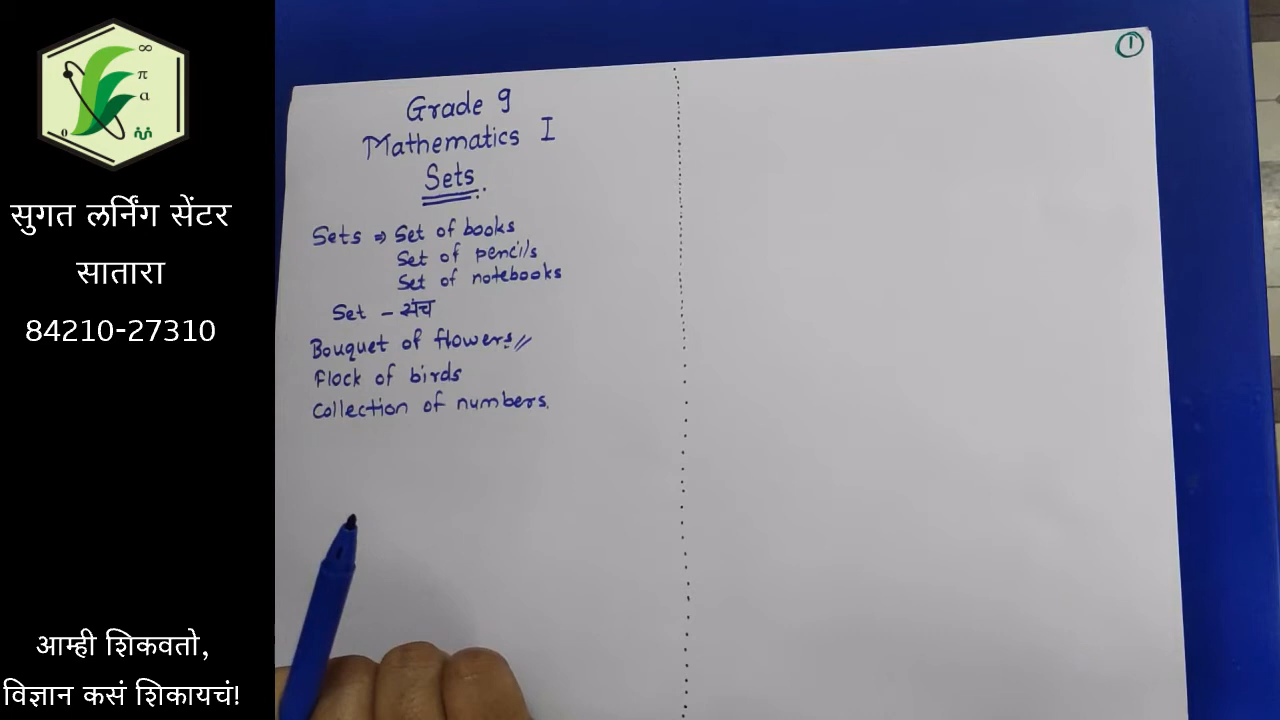 ∞
π
α
सुगत लर्निंग सेंटर
सातारा
84210-27310
आम्ही शिकवतो,
विज्ञान कसं शिकायचं!
1
Grade 9
Mathematics I
Sets.
Sets ⇒ Set of books
Set of pencils
Set of notebooks
Set – संच
Bouquet of flowers //
Flock of birds
Collection of numbers.